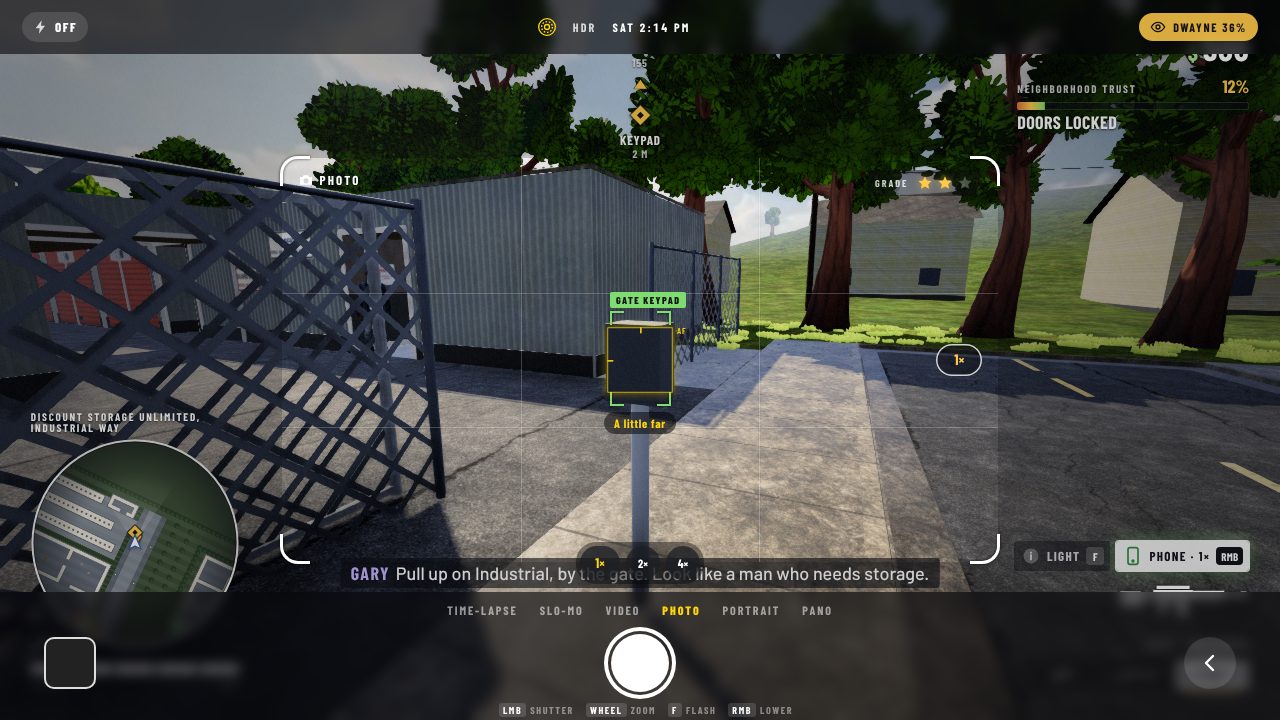 OFF
HDR SAT 2:14 PM
DWAYNE 36%
155
NEIGHBORHOOD TRUST 12%
DOORS LOCKED
KEYPAD
2 M
PHOTO
GRADE
GATE KEYPAD
AF
1×
A little far
DISCOUNT STORAGE UNLIMITED,
INDUSTRIAL WAY
LIGHT F
PHONE · 1× RMB
1× 2× 4×
GARY Pull up on Industrial, by the gate. Look like a man who needs storage.
TIME-LAPSE SLO-MO VIDEO PHOTO PORTRAIT PANO
LMB SHUTTER WHEEL ZOOM F FLASH RMB LOWER